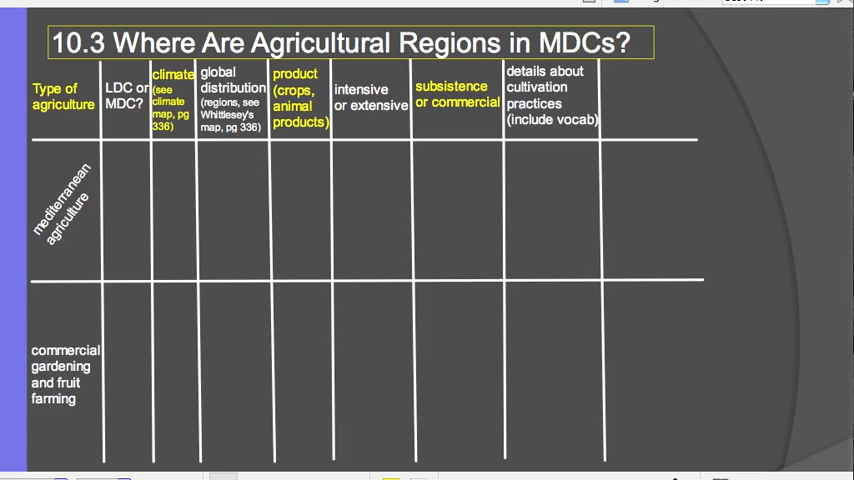 10.3 Where Are Agricultural Regions in MDCs?
Type of
agriculture
LDC or
MDC?
climate
(see
climate
map, pg
336)
global
distribution
(regions, see
Whittlesey's
map, pg 336)
product
(crops,
animal
products)
intensive
or extensive
subsistence
or commercial
details about
cultivation
practices
(include vocab)
mediterranean
agriculture
commercial
gardening
and fruit
farming